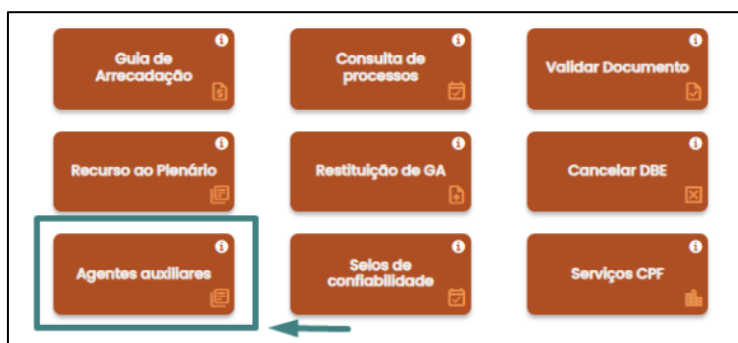 Guia de
Arrecadação
Consulta de
processos
Validar Documento
Recurso ao Plenário
Restituição de GA
Cancelar DBE
Agentes auxiliares
Selos de
confiabilidade
Serviços CPF